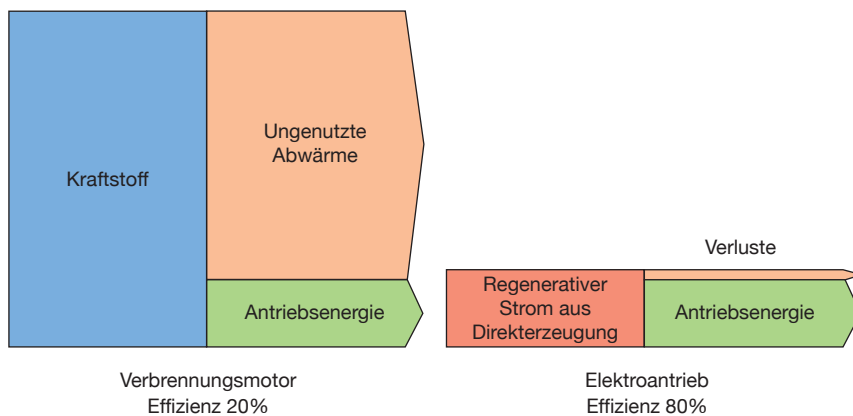 Kraftstoff
Ungenutzte
Abwärme
Antriebsenergie
Verbrennungsmotor
Effizienz 20%
Verluste
Regenerativer
Strom aus
Direkterzeugung
Antriebsenergie
Elektroantrieb
Effizienz 80%